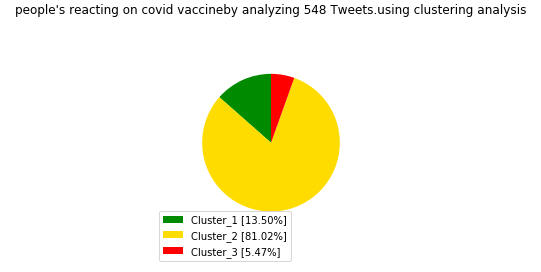 people's reacting on covid vaccineby analyzing 548 Tweets.using clustering analysis
Cluster_1 [13.50%]
Cluster_2 [81.02%]
Cluster_3 [5.47%]